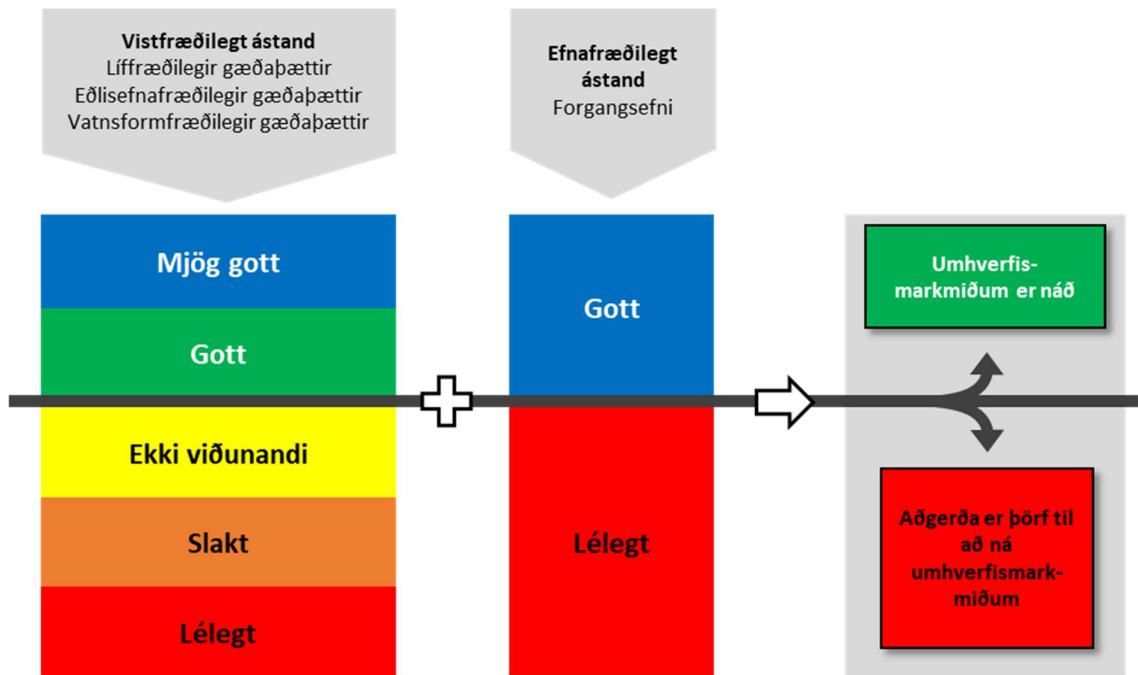 Vistfræðilegt ástand
Líffræðilegir gæðaþættir
Eðlisefnafræðilegir gæðaþættir
Vatnsformfræðilegir gæðaþættir
Efnafræðilegt
ástand
Forgangsefni
Mjög gott
Gott
Ekki viðunandi
Slakt
Lélegt
Gott
Lélegt
Umhverfis-
markmiðum er náð
Aðgerða er þörf til
að ná
umhverfismark-
miðum